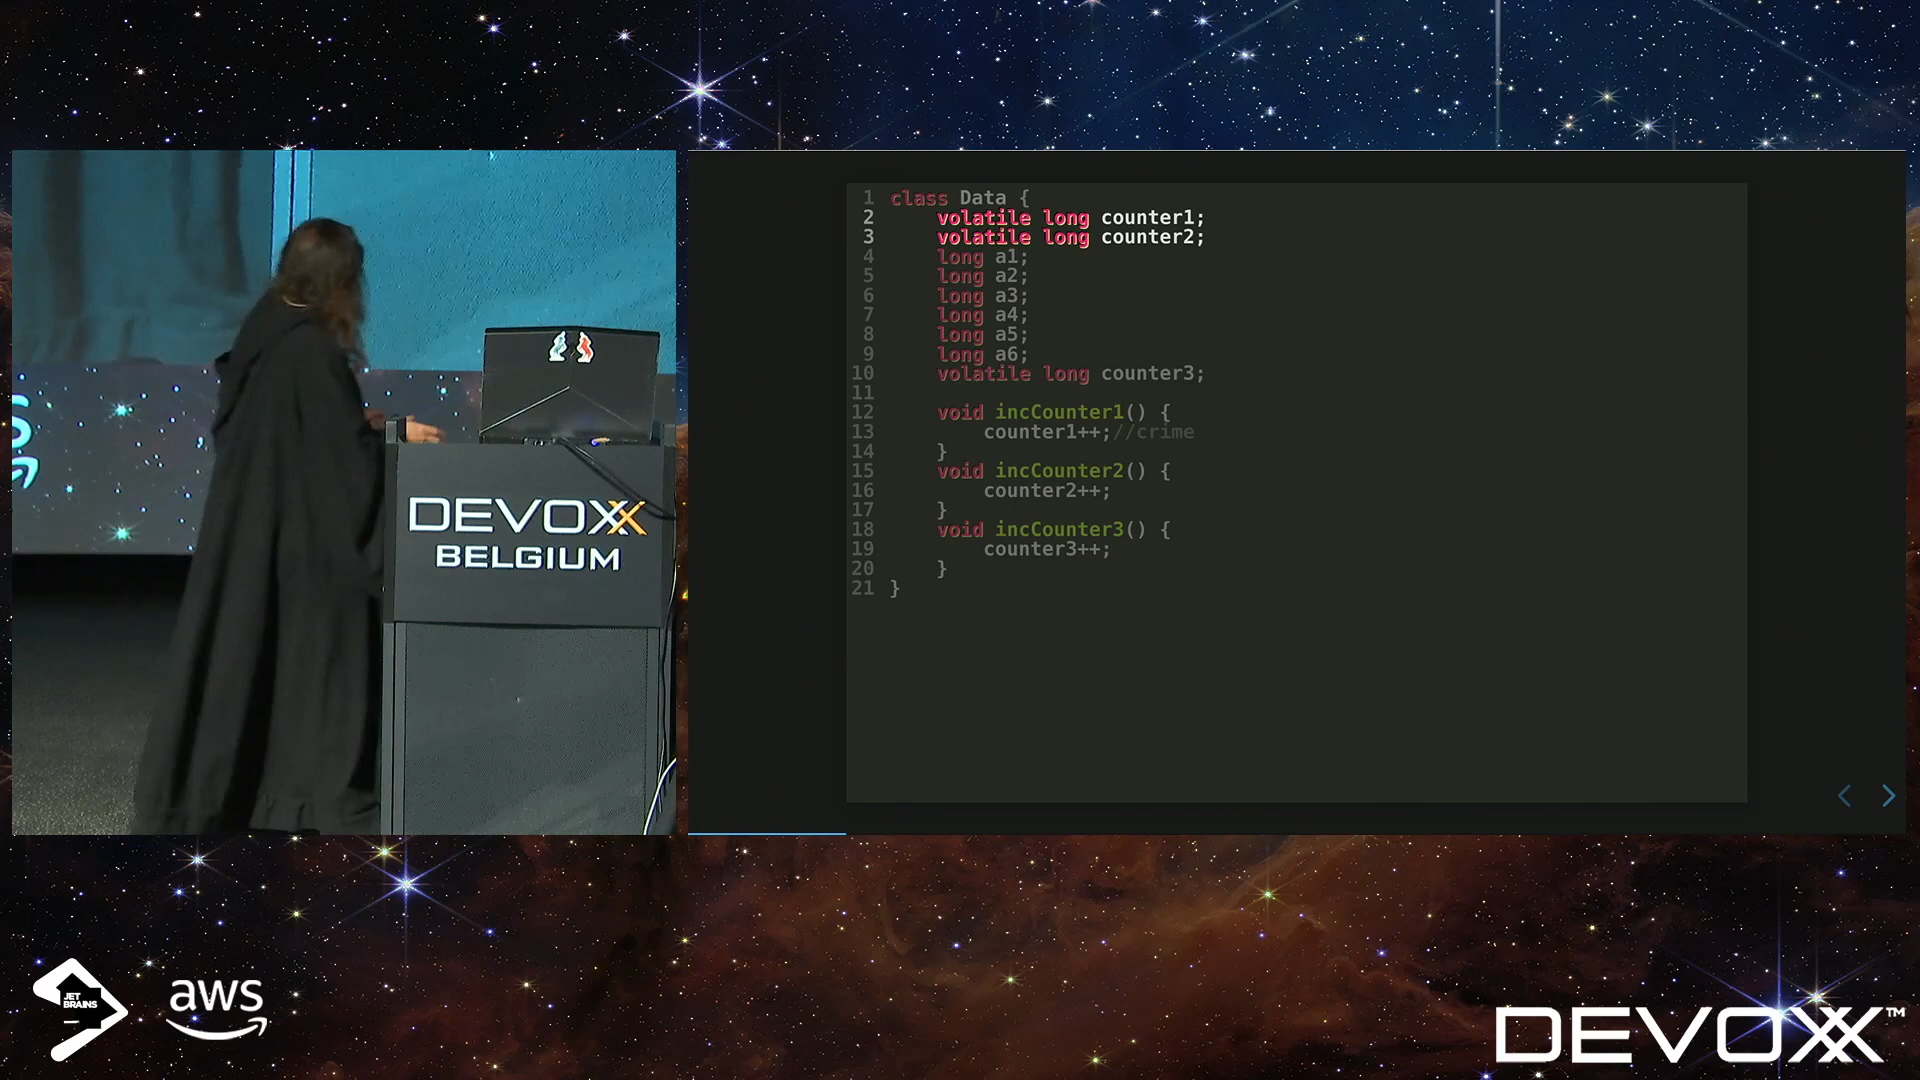 1 class Data {
2 volatile long counter1;
3 volatile long counter2;
4 long a1;
5 long a2;
6 long a3;
7 long a4;
8 long a5;
9 long a6;
10 volatile long counter3;
11
12 void incCounter1() {
13 counter1++;//crime
14 }
15 void incCounter2() {
16 counter2++;
17 }
18 void incCounter3() {
19 counter3++;
20 }
21 }
DEVOXX
BELGIUM
JET
BRAINS
aws
DEVOXX™